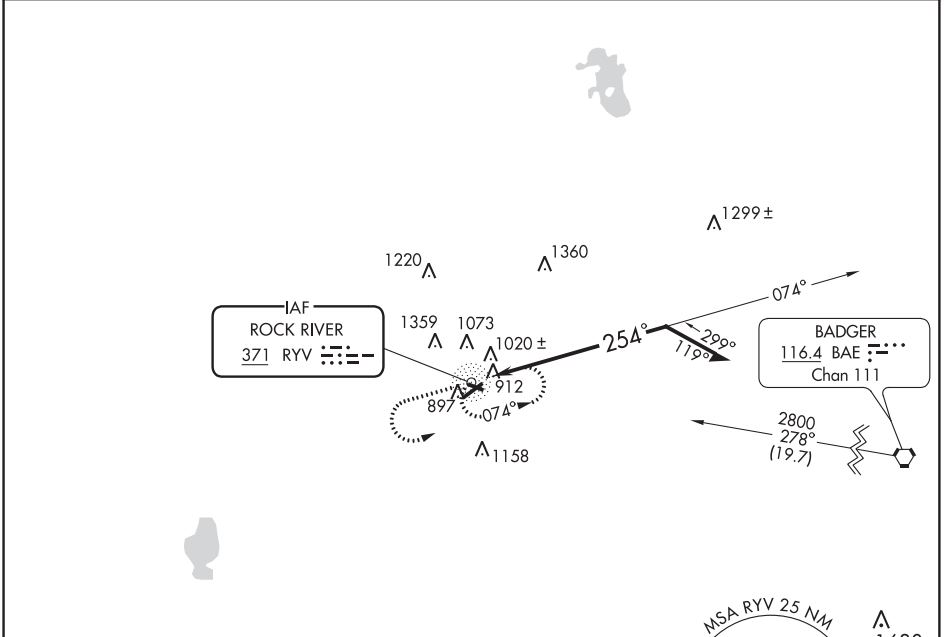 1299 ±
1220
1360
074°
IAF
ROCK RIVER
371 RYV
1359
1073
1020 ±
254°
299°
119°
BADGER
116.4 BAE
Chan 111
912
897
074°
1158
2800
278°
(19.7)
MSA RYV 25 NM